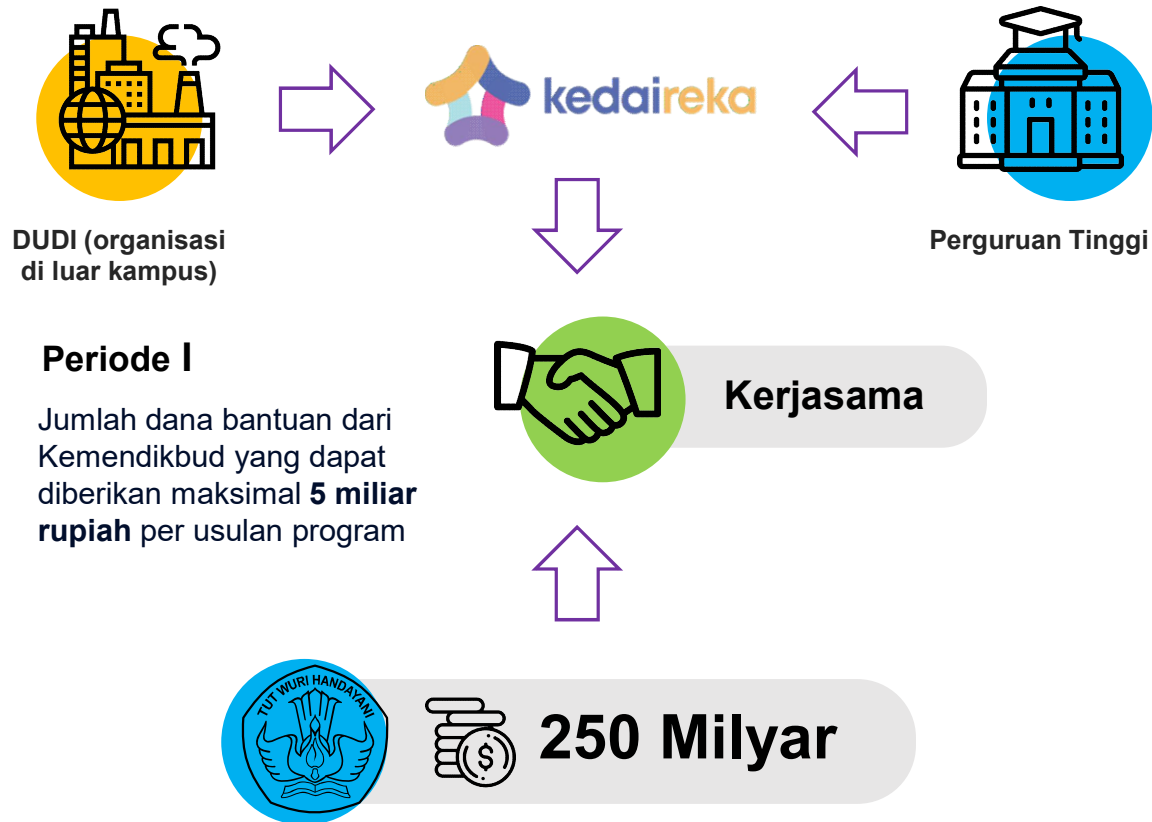 kedaireka
DUDI (organisasi
di luar kampus)
Perguruan Tinggi
Periode I
Jumlah dana bantuan dari
Kemendikbud yang dapat
diberikan maksimal 5 miliar
rupiah per usulan program
Kerjasama
TUT WURI HANDAYANI
$
250 Milyar